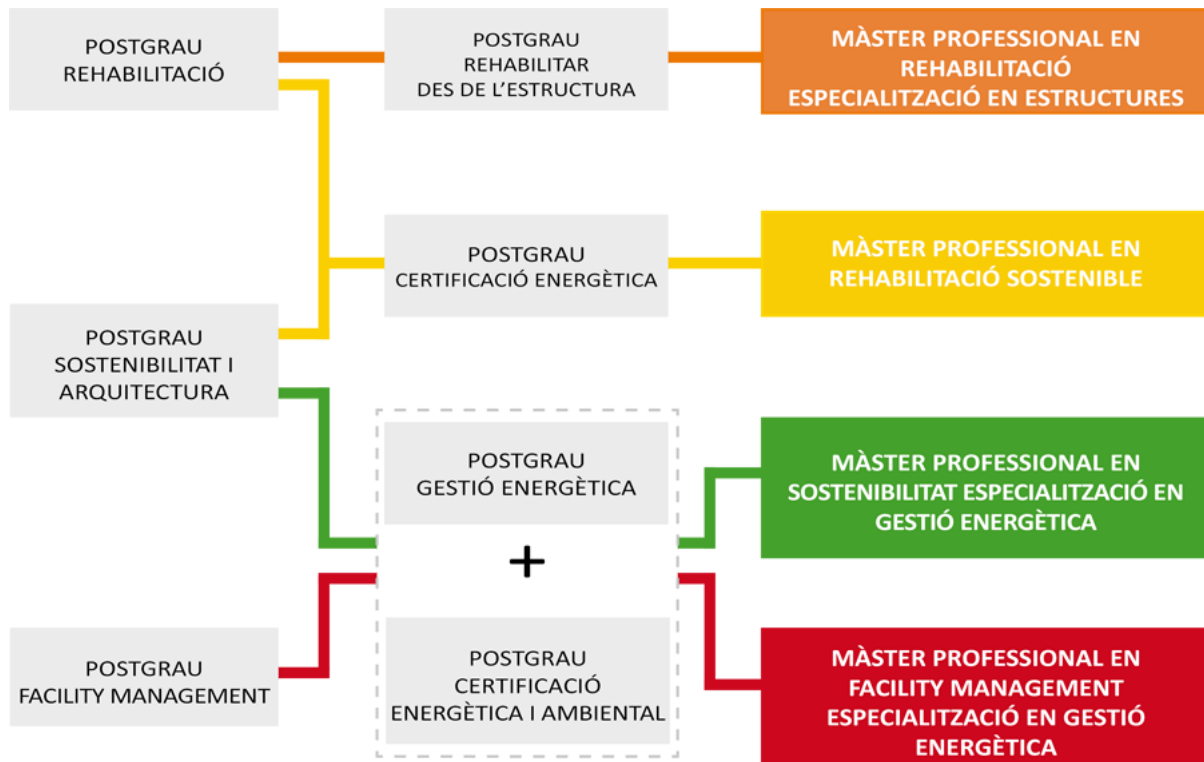 POSTGRAU
REHABILITACIÓ
POSTGRAU
REHABILITAR
DES DE L'ESTRUCTURA
MÀSTER PROFESSIONAL EN
REHABILITACIÓ
ESPECIALITZACIÓ EN ESTRUCTURES
POSTGRAU
CERTIFICACIÓ ENERGÈTICA
MÀSTER PROFESSIONAL EN
REHABILITACIÓ SOSTENIBLE
POSTGRAU
SOSTENIBILITAT I
ARQUITECTURA
POSTGRAU
GESTIÓ ENERGÈTICA
+
POSTGRAU
CERTIFICACIÓ
ENERGÈTICA I AMBIENTAL
MÀSTER PROFESSIONAL EN
SOSTENIBILITAT ESPECIALITZACIÓ EN
GESTIÓ ENERGÈTICA
POSTGRAU
FACILITY MANAGEMENT
MÀSTER PROFESSIONAL EN
FACILITY MANAGEMENT
ESPECIALITZACIÓ EN GESTIÓ
ENERGÈTICA